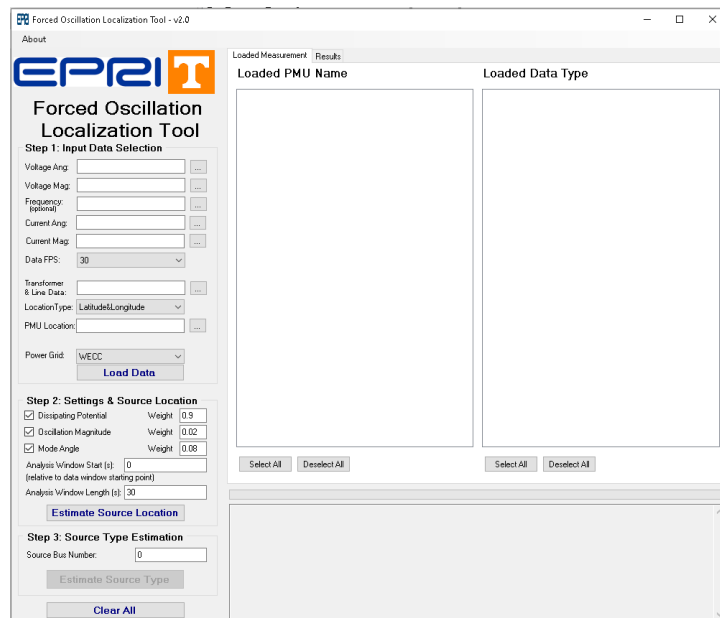 Forced Oscillation Localization Tool - v2.0
About
EPRI T
Forced Oscillation
Localization Tool
Step 1: Input Data Selection
Voltage Ang:
...
Voltage Mag:
...
Frequency:
(optional)
...
Current Ang:
...
Current Mag:
...
Data FPS: 30
Transformer
& Line Data:
...
LocationType: Latitude&Longitude
PMU Location:
...
Power Grid: WECC
Load Data
Step 2: Settings & Source Location
Dissipating Potential Weight 0.9
Oscillation Magnitude Weight 0.02
Mode Angle Weight 0.08
Analysis Window Start (s): 0
(relative to data window starting point)
Analysis Window Length (s): 30
Estimate Source Location
Step 3: Source Type Estimation
Source Bus Number: 0
Estimate Source Type
Clear All
Loaded Measurement Results
Loaded PMU Name Loaded Data Type
Select All Deselect All Select All Deselect All